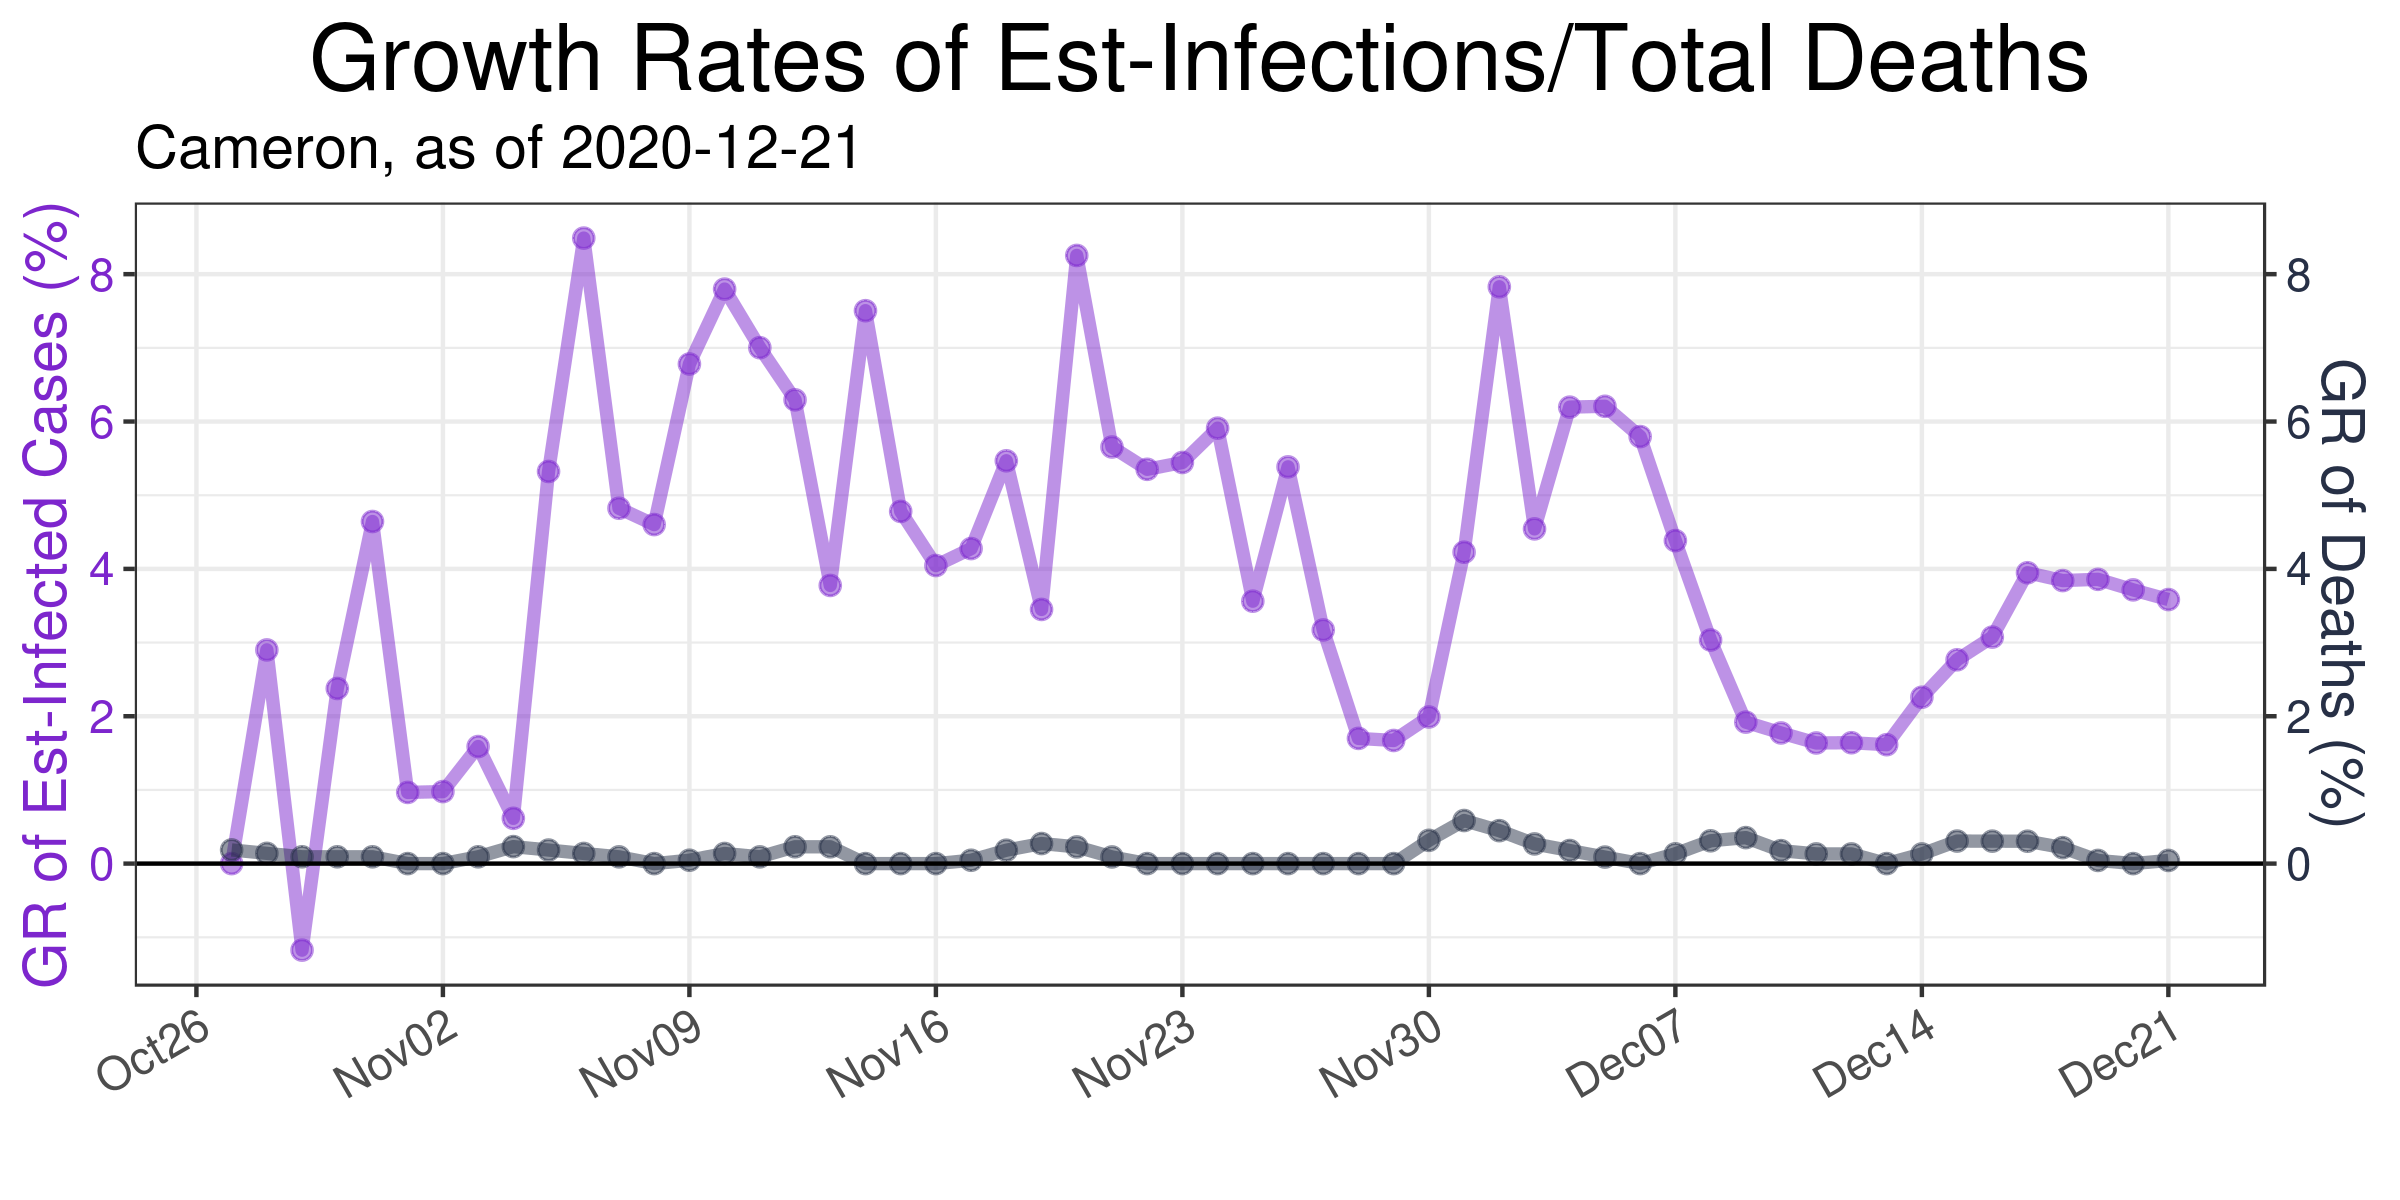 Growth Rates of Est-Infections/Total Deaths
Cameron, as of 2020-12-21
GR of Est-Infected Cases (%)
8
6
4
2
0
8
6
4
2
0
GR of Deaths (%)
Oct26
Nov02
Nov09
Nov16
Nov23
Nov30
Dec07
Dec14
Dec21